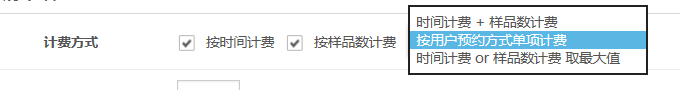 计费方式 按时间计费 按样品数计费
时间计费 + 样品数计费
按用户预约方式单项计费
时间计费 or 样品数计费 取最大值